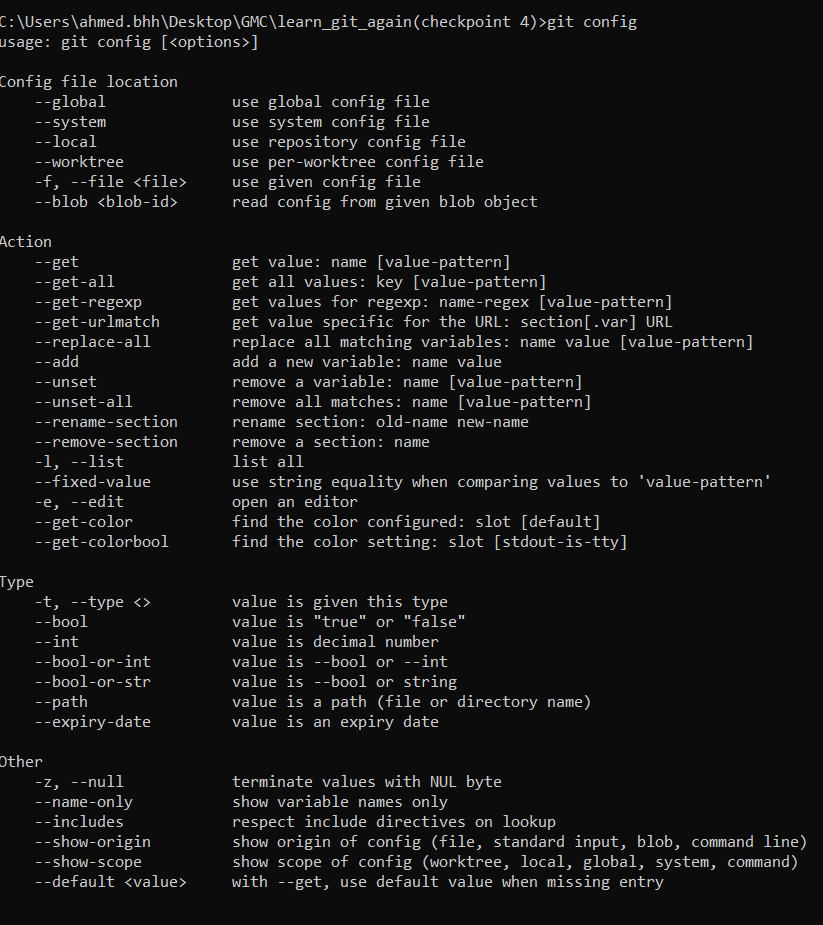 C:\Users\ahmed.bhh\Desktop\GMC\learn_git_again(checkpoint 4)>git config
usage: git config [<options>]

Config file location
    --global              use global config file
    --system              use system config file
    --local               use repository config file
    --worktree            use per-worktree config file
    -f, --file <file>     use given config file
    --blob <blob-id>      read config from given blob object

Action
    --get                 get value: name [value-pattern]
    --get-all             get all values: key [value-pattern]
    --get-regexp          get values for regexp: name-regex [value-pattern]
    --get-urlmatch        get value specific for the URL: section[.var] URL
    --replace-all         replace all matching variables: name value [value-pattern]
    --add                 add a new variable: name value
    --unset               remove a variable: name [value-pattern]
    --unset-all           remove all matches: name [value-pattern]
    --rename-section      rename section: old-name new-name
    --remove-section      remove a section: name
    -l, --list            list all
    --fixed-value         use string equality when comparing values to 'value-pattern'
    -e, --edit            open an editor
    --get-color           find the color configured: slot [default]
    --get-colorbool       find the color setting: slot [stdout-is-tty]

Type
    -t, --type <>         value is given this type
    --bool                value is "true" or "false"
    --int                 value is decimal number
    --bool-or-int         value is --bool or --int
    --bool-or-str         value is --bool or string
    --path                value is a path (file or directory name)
    --expiry-date         value is an expiry date

Other
    -z, --null            terminate values with NUL byte
    --name-only           show variable names only
    --includes            respect include directives on lookup
    --show-origin         show origin of config (file, standard input, blob, command line)
    --show-scope          show scope of config (worktree, local, global, system, command)
    --default <value>     with --get, use default value when missing entry